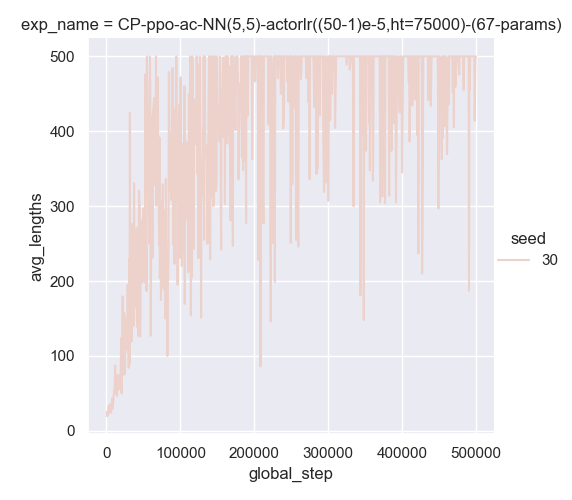 exp_name = CP-ppo-ac-NN(5,5)-actorlr((50-1)e-5,ht=75000)-(67-params)
500
400
300
200
100
0
avg_lengths
0 100000 200000 300000 400000 500000
global_step
seed
30